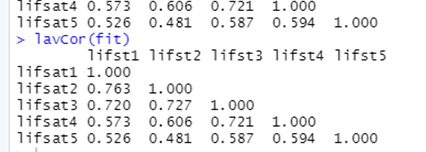 lifsat4 0.573 0.606 0.721 1.000
lifsat5 0.526 0.481 0.587 0.594 1.000
> lavCor(fit)
lifst1 lifst2 lifst3 lifst4 lifst5
lifsat1 1.000
lifsat2 0.763 1.000
lifsat3 0.720 0.727 1.000
lifsat4 0.573 0.606 0.721 1.000
lifsat5 0.526 0.481 0.587 0.594 1.000